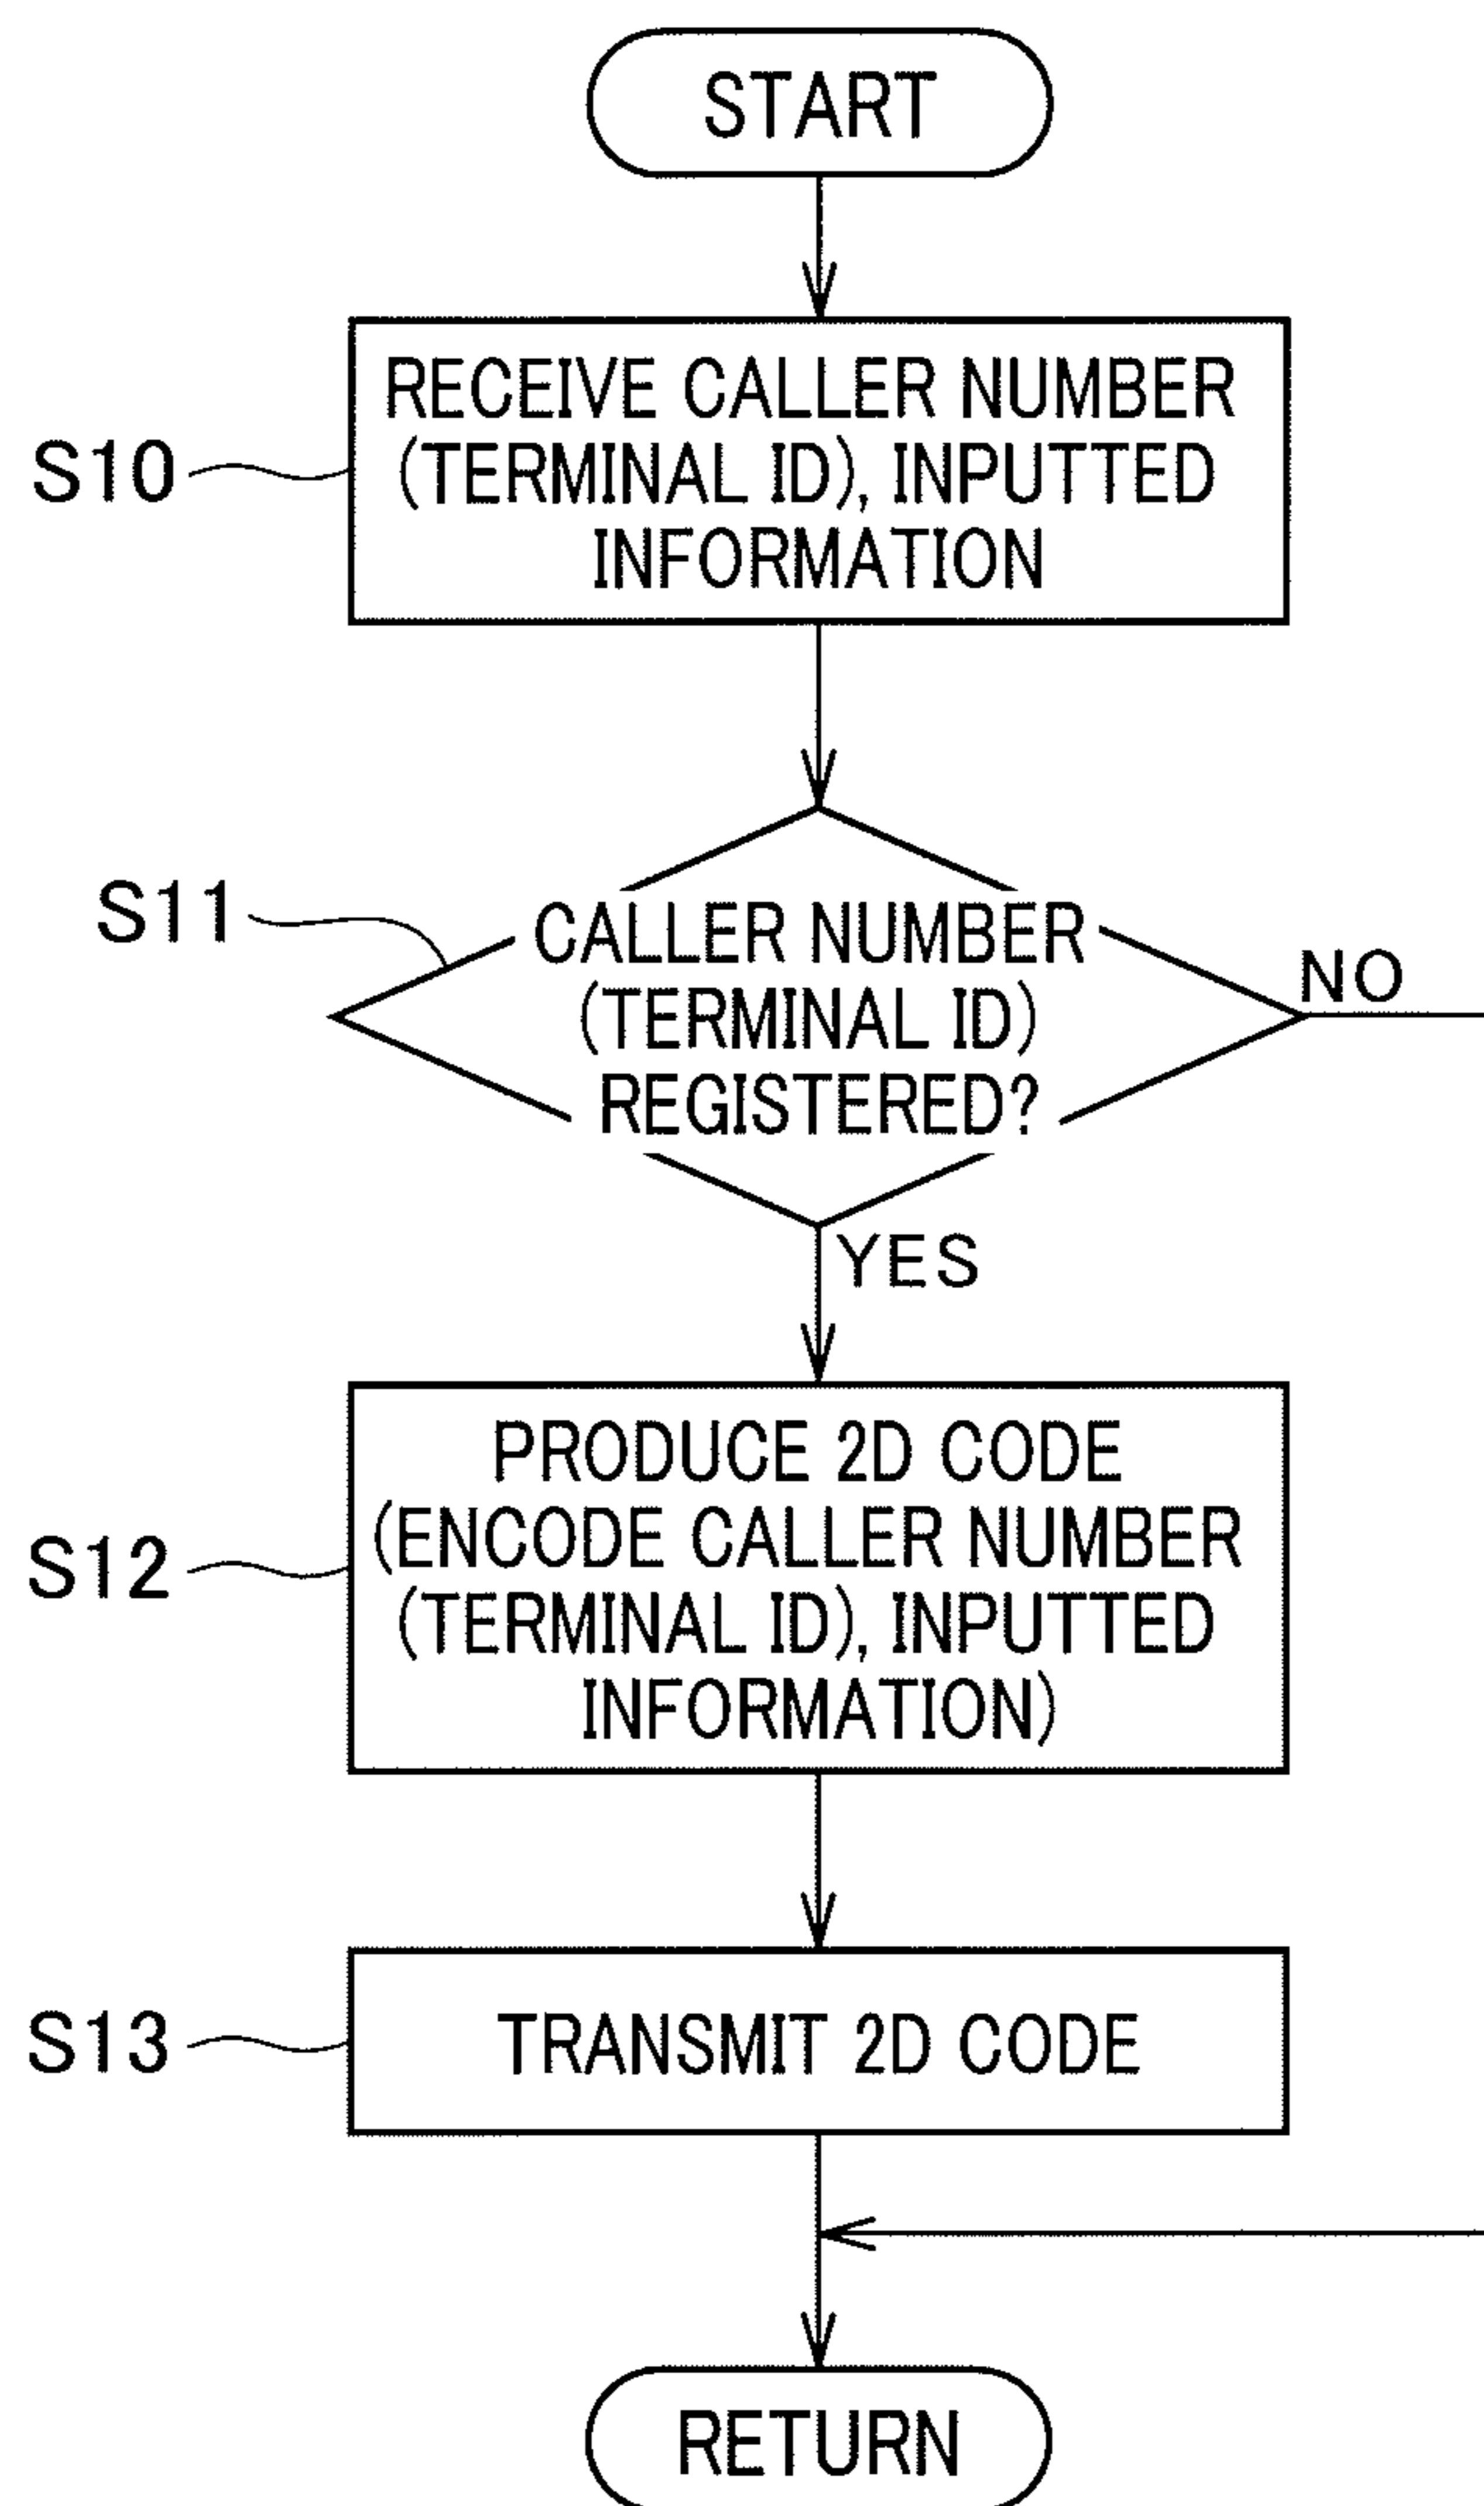 START
RECEIVE CALLER NUMBER
S10
(TERMINAL ID), INPUTTED
INFORMATION
S11
CALLER NUMBER
NO
(TERMINAL ID)
REGISTERED?
YES
PRODUCE 2D CODE
(ENCODE CALLER NUMBER
S12
(TERMINAL ID), INPUTTED
INFORMATION)
S13
TRANSMIT 2D CODE
RETURN